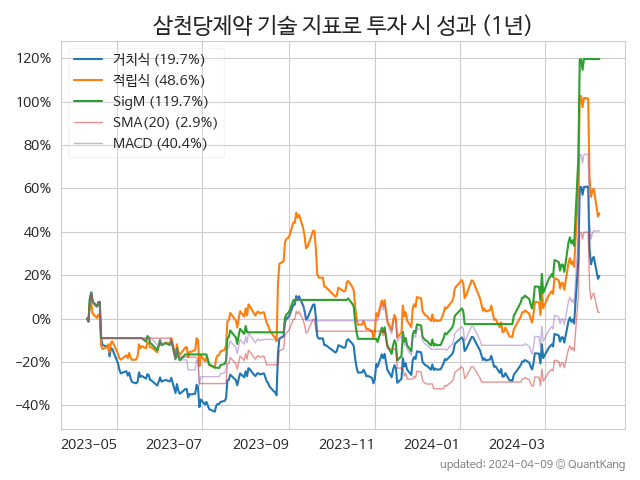 삼천당제약 기술 지표로 투자 시 성과 (1년)
거치식 (19.7%)
적립식 (48.6%)
SigM (119.7%)
SMA(20) (2.9%)
MACD (40.4%)
120%
100%
80%
60%
40%
20%
0%
−20%
−40%
2023-05 2023-07 2023-09 2023-11 2024-01 2024-03
updated: 2024-04-09 © QuantKang